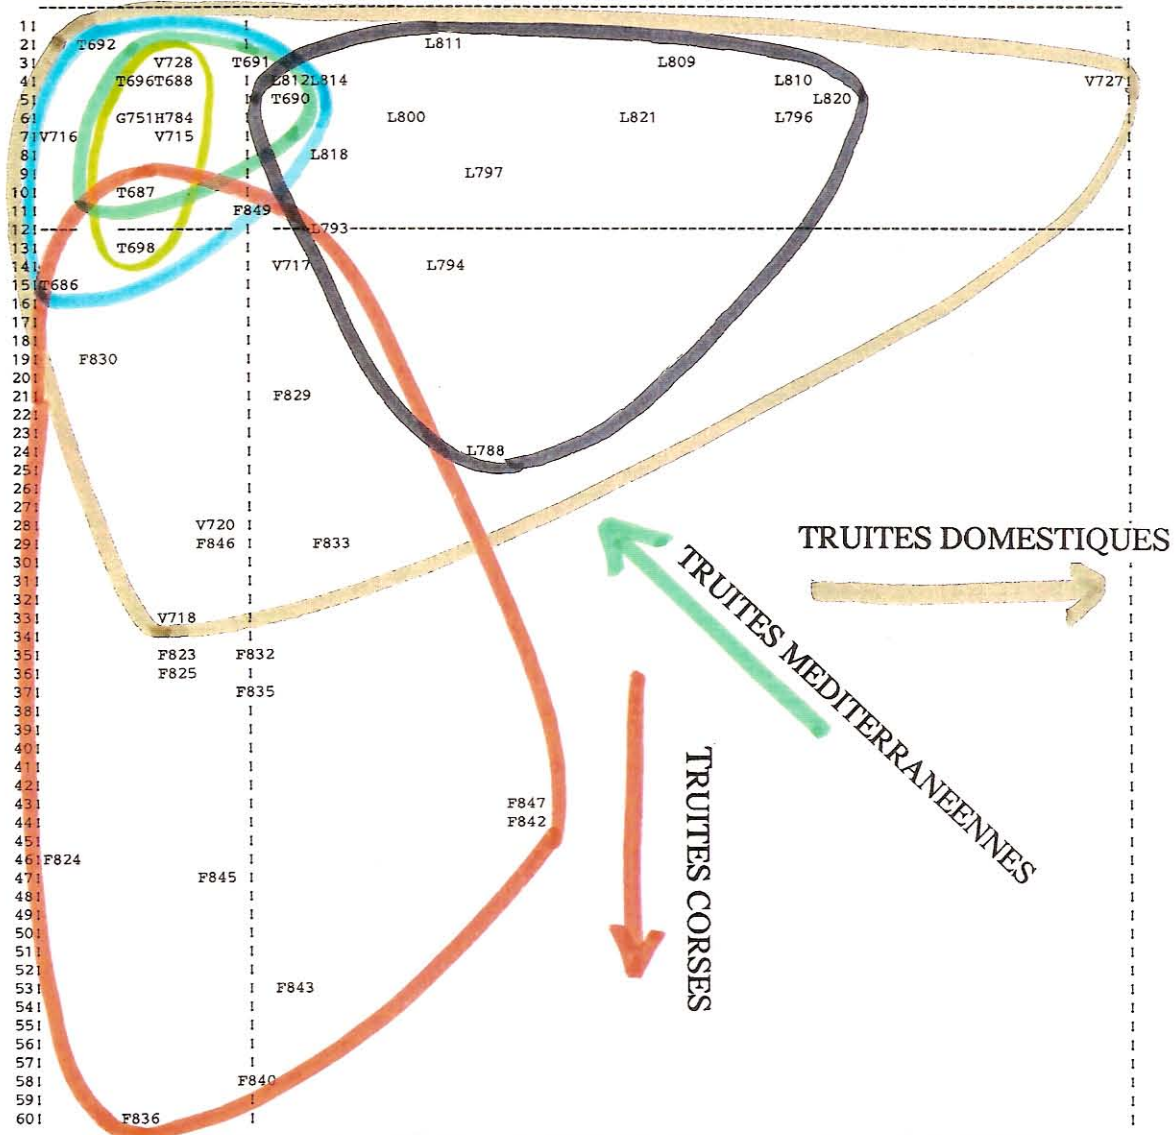 1I
2I T692 L811
3I V728 T691 L809
4I T696T688 L812L814 L810 V727
5I T690 L820
6I G751H784 L800 L821 L796
7I V716 V715
8I L818
9I L797
10I T687
11I F849
12I L793
13I T698
14I V717 L794
15I T686
16I
17I
18I
19I F830
20I
21I F829
22I
23I
24I L788
25I
26I
27I
28I V720
29I F846 F833
TRUITES DOMESTIQUES
30I
31I
32I
33I V718
34I
35I F823 F832
36I F825
37I F835
38I
39I
40I
41I
42I
43I F847
44I F842
45I
46I F824
47I F845
48I
49I
50I
51I
52I
53I F843
54I
55I
56I
57I
58I F840
59I
60I F836
TRUITES MEDITERRANEENNES
TRUITES CORSES